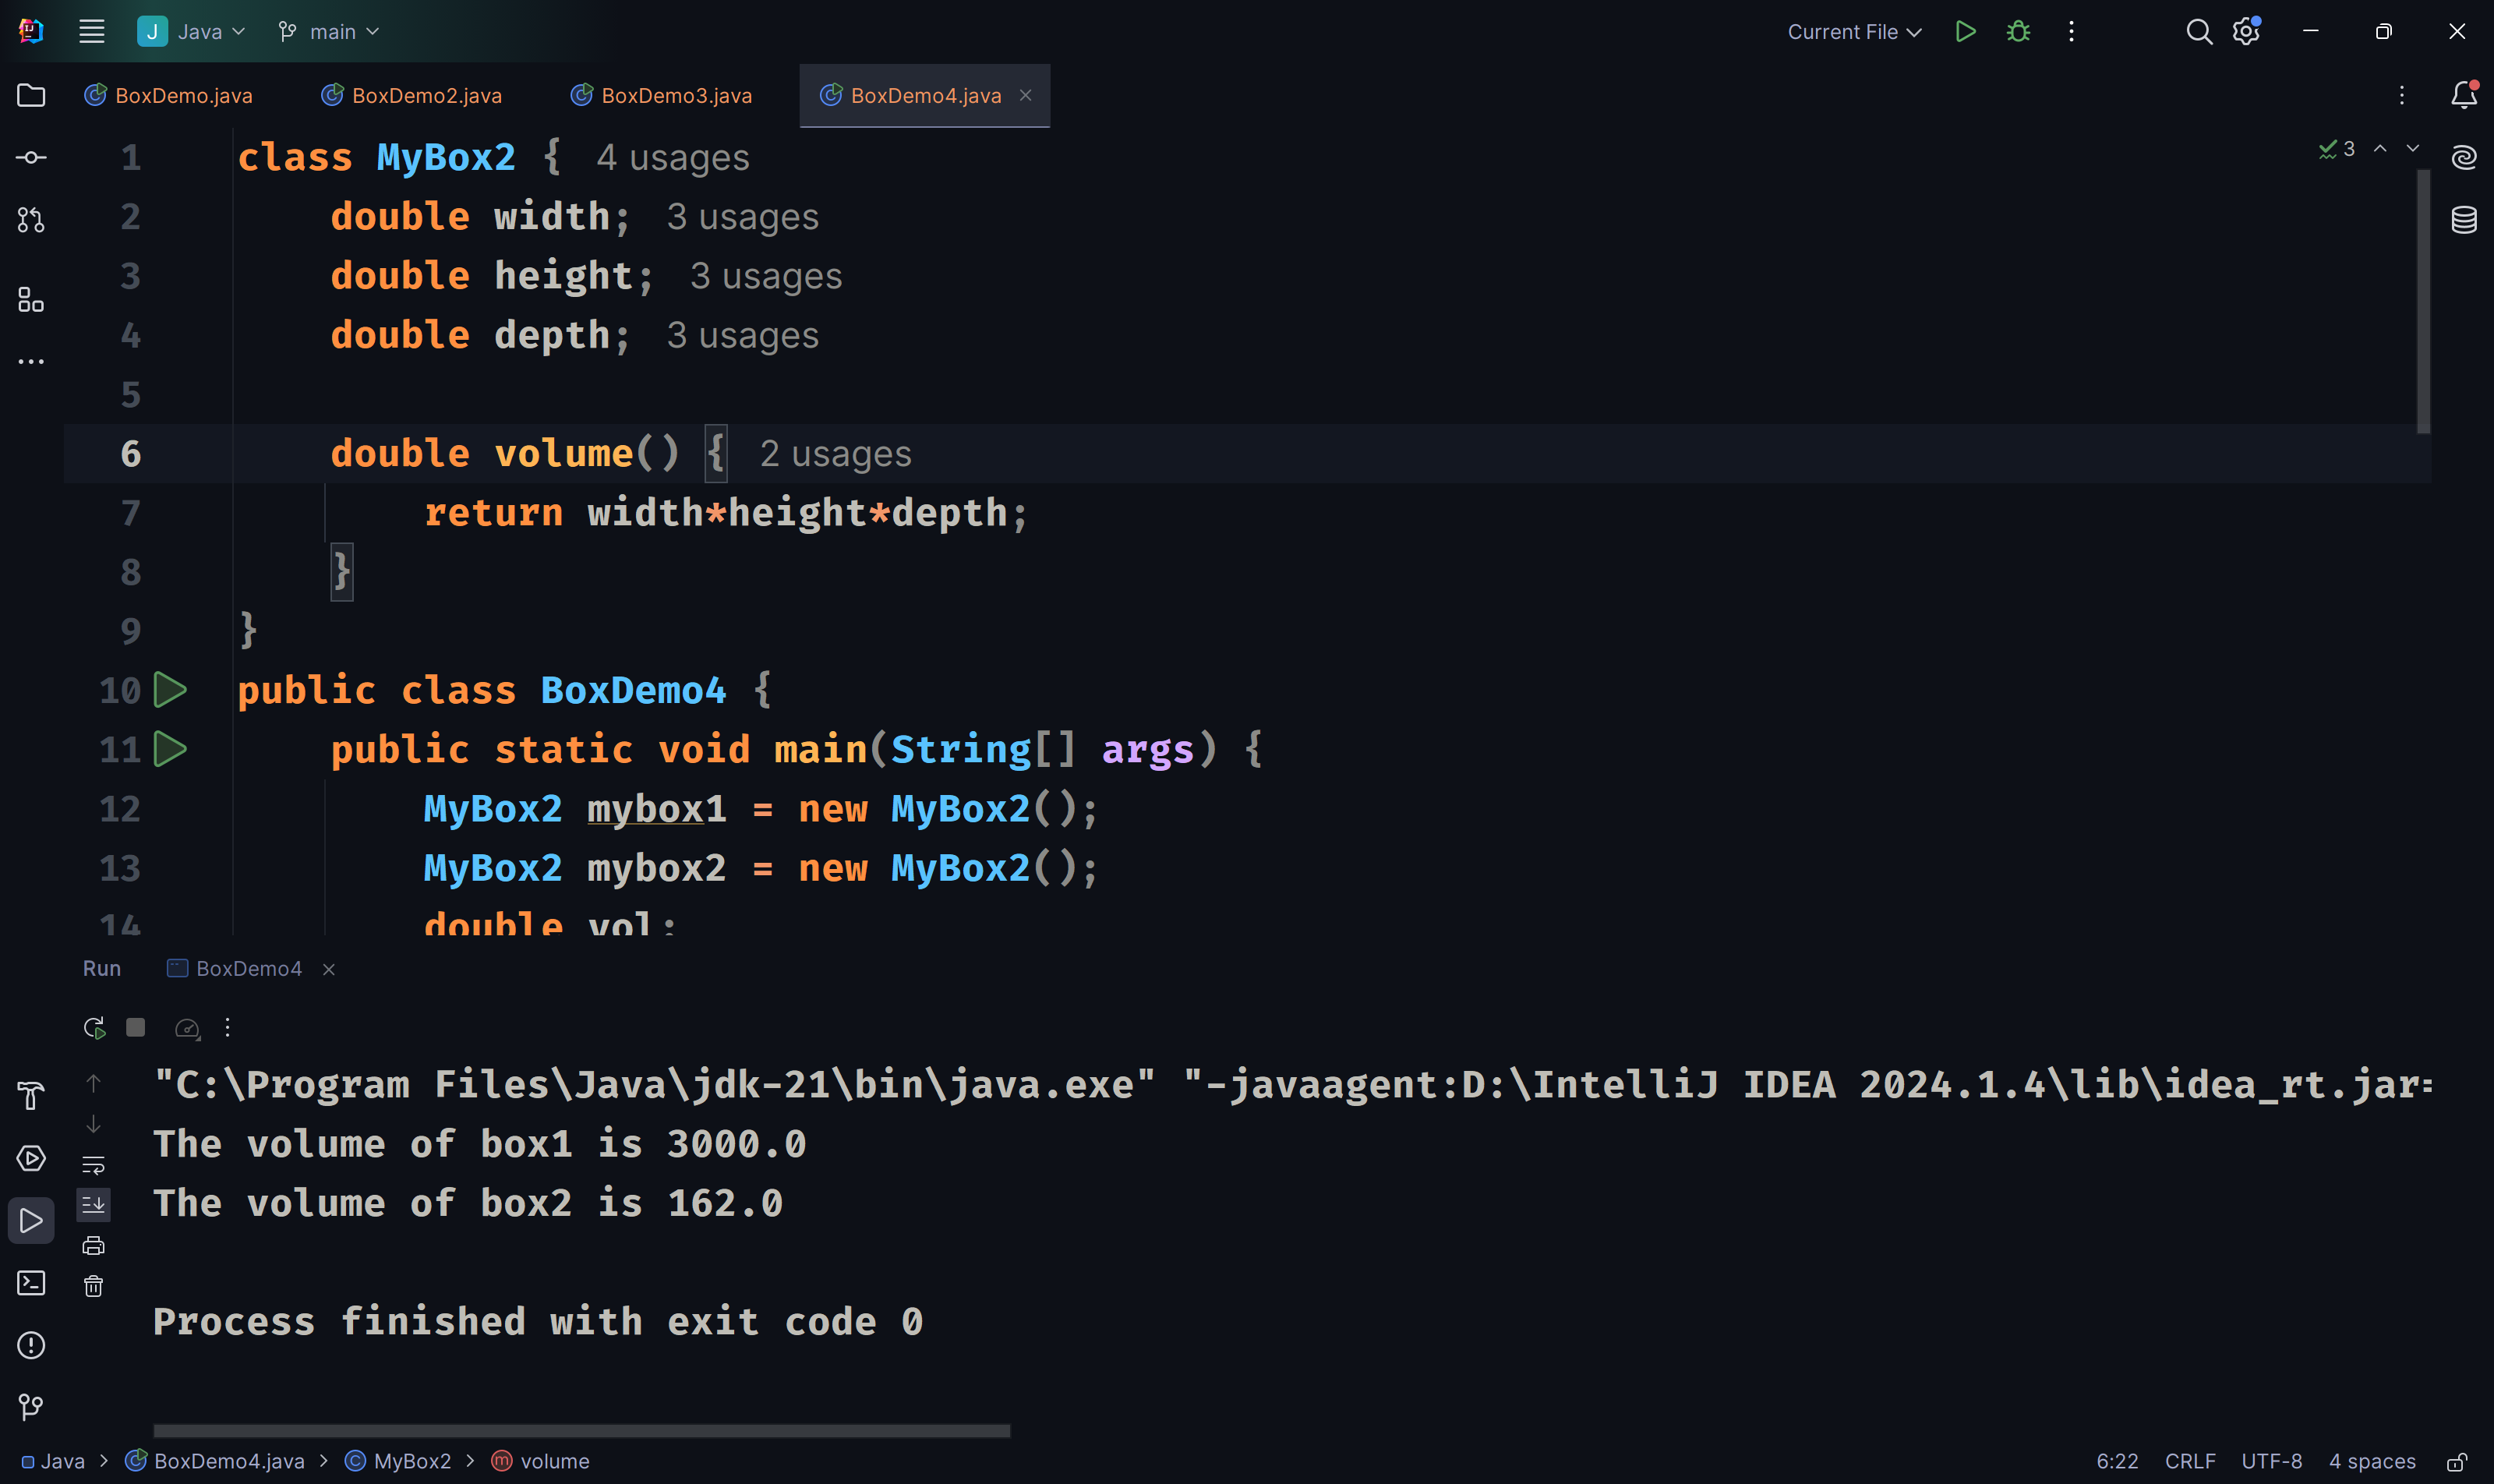 J Java main Current File
BoxDemo.java BoxDemo2.java BoxDemo3.java BoxDemo4.java
1 class MyBox2 { 4 usages 3
2 double width; 3 usages
3 double height; 3 usages
4 double depth; 3 usages
5
6 double volume() { 2 usages
7 return width*height*depth;
8 }
9 }
10 public class BoxDemo4 {
11 public static void main(String[] args) {
12 MyBox2 mybox1 = new MyBox2();
13 MyBox2 mybox2 = new MyBox2();
14 double vol;
Run BoxDemo4
"C:\Program Files\Java\jdk-21\bin\java.exe" "-javaagent:D:\IntelliJ IDEA 2024.1.4\lib\idea_rt.jar=
The volume of box1 is 3000.0
The volume of box2 is 162.0
Process finished with exit code 0
Java > BoxDemo4.java > MyBox2 > volume 6:22 CRLF UTF-8 4 spaces